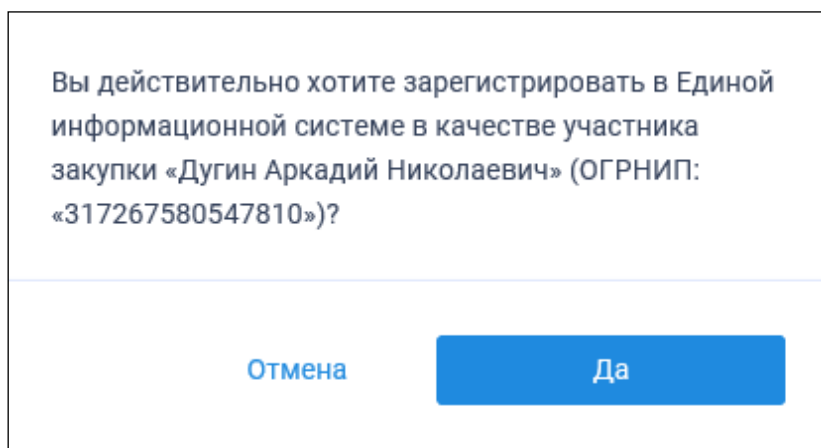 Вы действительно хотите зарегистрировать в Единой
информационной системе в качестве участника
закупки «Дугин Аркадий Николаевич» (ОГРНИП:
«317267580547810»)?
Отмена
Да